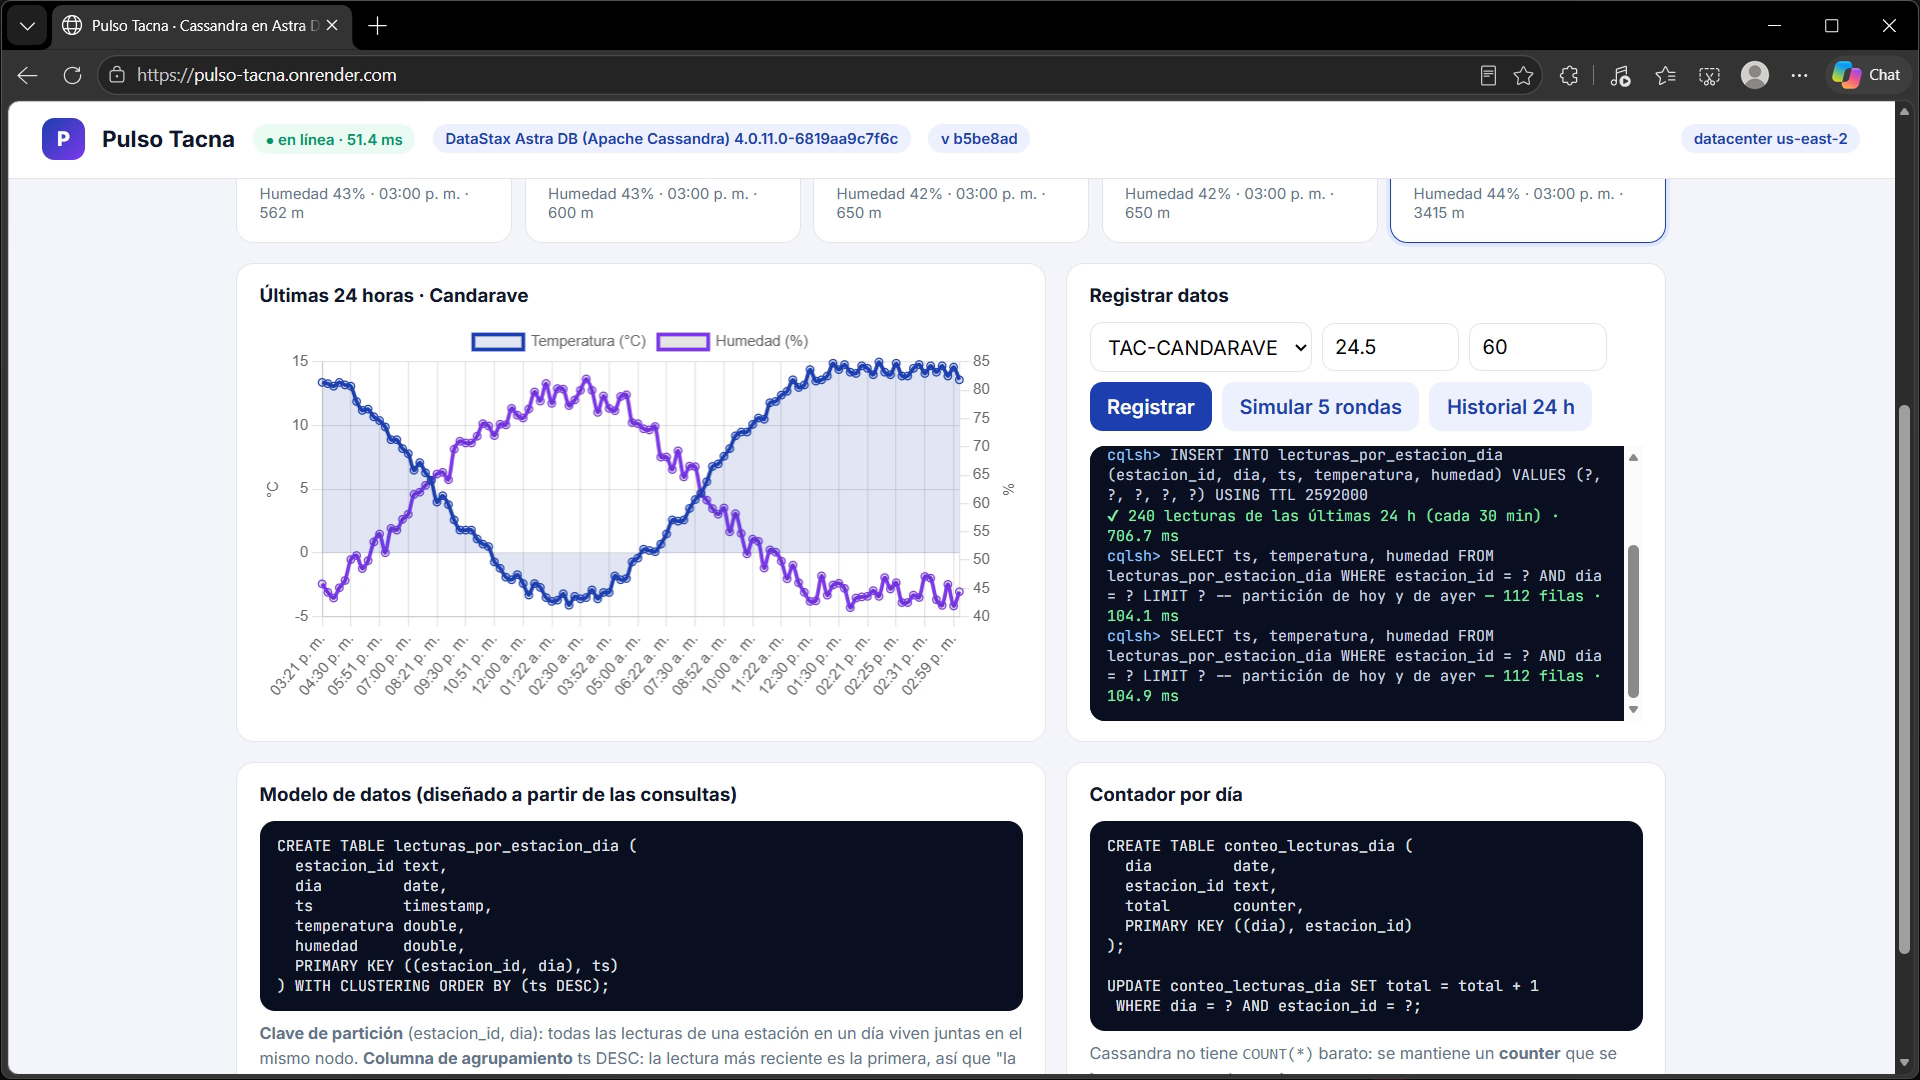 Pulso Tacna · Cassandra en Astra D
https://pulso-tacna.onrender.com
Chat
P
Pulso Tacna
● en línea · 51.4 ms
DataStax Astra DB (Apache Cassandra) 4.0.11.0-6819aa9c7f6c
v b5be8ad
datacenter us-east-2
Humedad 43% · 03:00 p. m. ·
562 m
Humedad 43% · 03:00 p. m. ·
600 m
Humedad 42% · 03:00 p. m. ·
650 m
Humedad 42% · 03:00 p. m. ·
650 m
Humedad 44% · 03:00 p. m. ·
3415 m
Últimas 24 horas · Candarave
Temperatura (°C)
Humedad (%)
15
10
5
0
-5
°C
85
80
75
70
65
60
55
50
45
40
%
03:21 p. m.
04:30 p. m.
05:51 p. m.
07:00 p. m.
08:21 p. m.
09:30 p. m.
10:51 p. m.
12:00 a. m.
01:22 a. m.
02:30 a. m.
03:52 a. m.
05:00 a. m.
06:22 a. m.
07:30 a. m.
08:52 a. m.
10:00 a. m.
11:22 a. m.
12:30 p. m.
01:30 p. m.
02:21 p. m.
02:25 p. m.
02:31 p. m.
02:59 p. m.
Registrar datos
TAC-CANDARAVE
24.5
60
Registrar
Simular 5 rondas
Historial 24 h
cqlsh> INSERT INTO lecturas_por_estacion_dia
(estacion_id, dia, ts, temperatura, humedad) VALUES (?,
?, ?, ?, ?) USING TTL 2592000
✓ 240 lecturas de las últimas 24 h (cada 30 min) ·
706.7 ms
cqlsh> SELECT ts, temperatura, humedad FROM
lecturas_por_estacion_dia WHERE estacion_id = ? AND dia
= ? LIMIT ? -- partición de hoy y de ayer — 112 filas ·
104.1 ms
cqlsh> SELECT ts, temperatura, humedad FROM
lecturas_por_estacion_dia WHERE estacion_id = ? AND dia
= ? LIMIT ? -- partición de hoy y de ayer — 112 filas ·
104.9 ms
Modelo de datos (diseñado a partir de las consultas)
CREATE TABLE lecturas_por_estacion_dia (
estacion_id text,
dia date,
ts timestamp,
temperatura double,
humedad double,
PRIMARY KEY ((estacion_id, dia), ts)
) WITH CLUSTERING ORDER BY (ts DESC);
Clave de partición (estacion_id, dia): todas las lecturas de una estación en un día viven juntas en el
mismo nodo. Columna de agrupamiento ts DESC: la lectura más reciente es la primera, así que "la
Contador por día
CREATE TABLE conteo_lecturas_dia (
dia date,
estacion_id text,
total counter,
PRIMARY KEY ((dia), estacion_id)
);
UPDATE conteo_lecturas_dia SET total = total + 1
WHERE dia = ? AND estacion_id = ?;
Cassandra no tiene COUNT(*) barato: se mantiene un counter que se